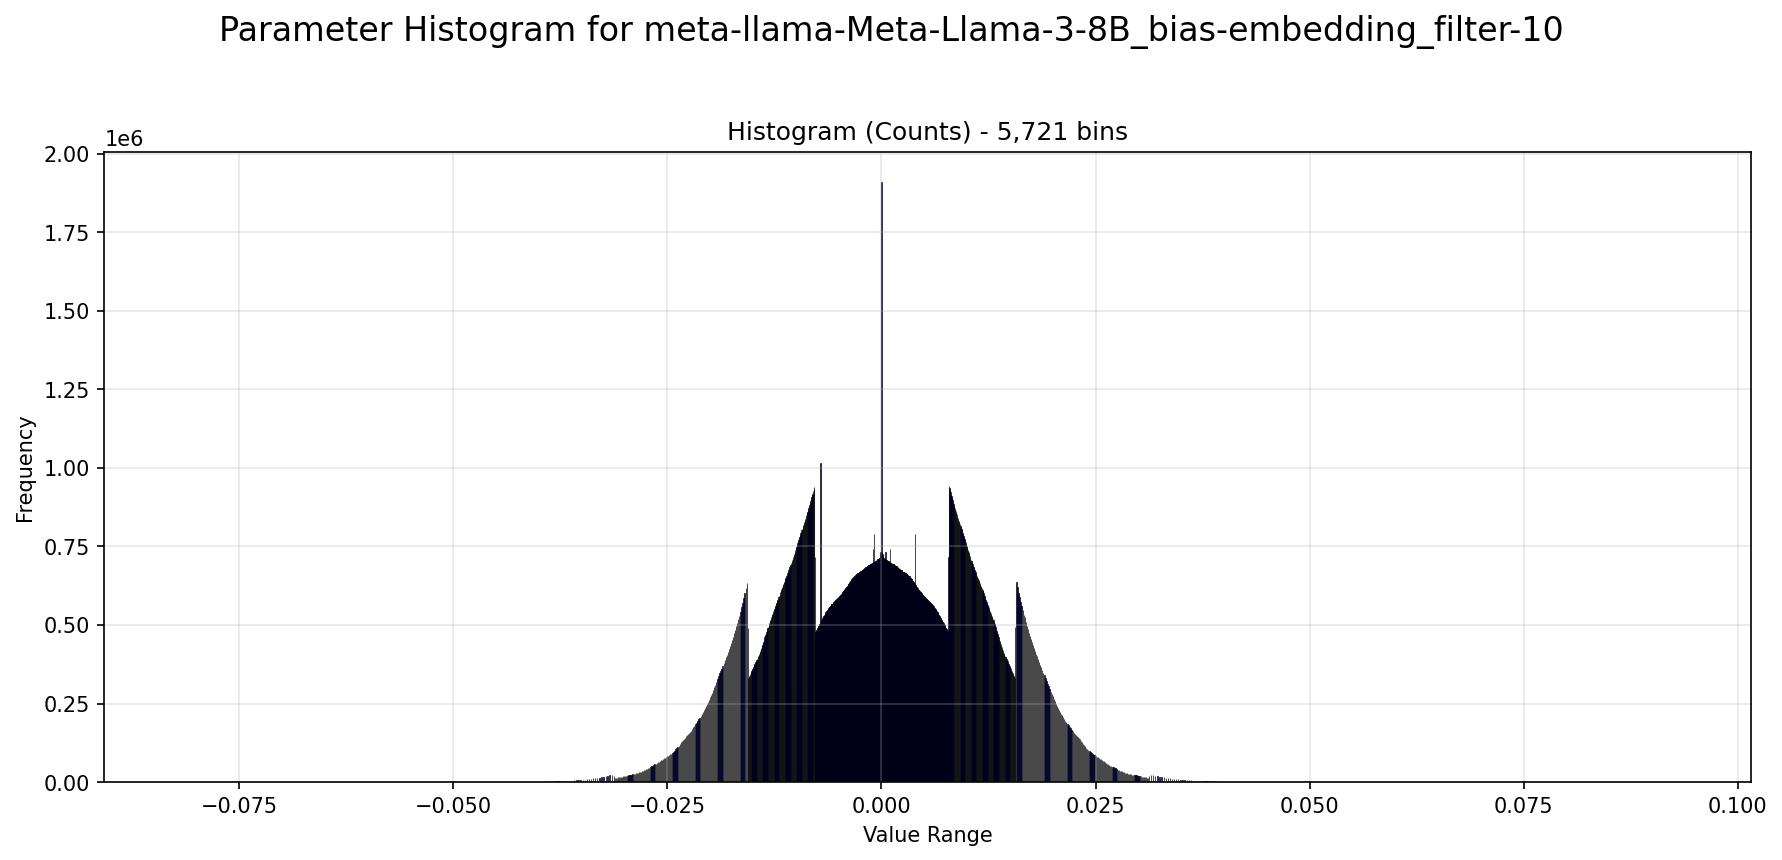 Parameter Histogram for meta-llama-Meta-Llama-3-8B_bias-embedding_filter-10
Histogram (Counts) - 5,721 bins
1e6
2.00
1.75
1.50
1.25
1.00
0.75
0.50
0.25
0.00
Frequency
−0.075 −0.050 −0.025 0.000 0.025 0.050 0.075 0.100
Value Range